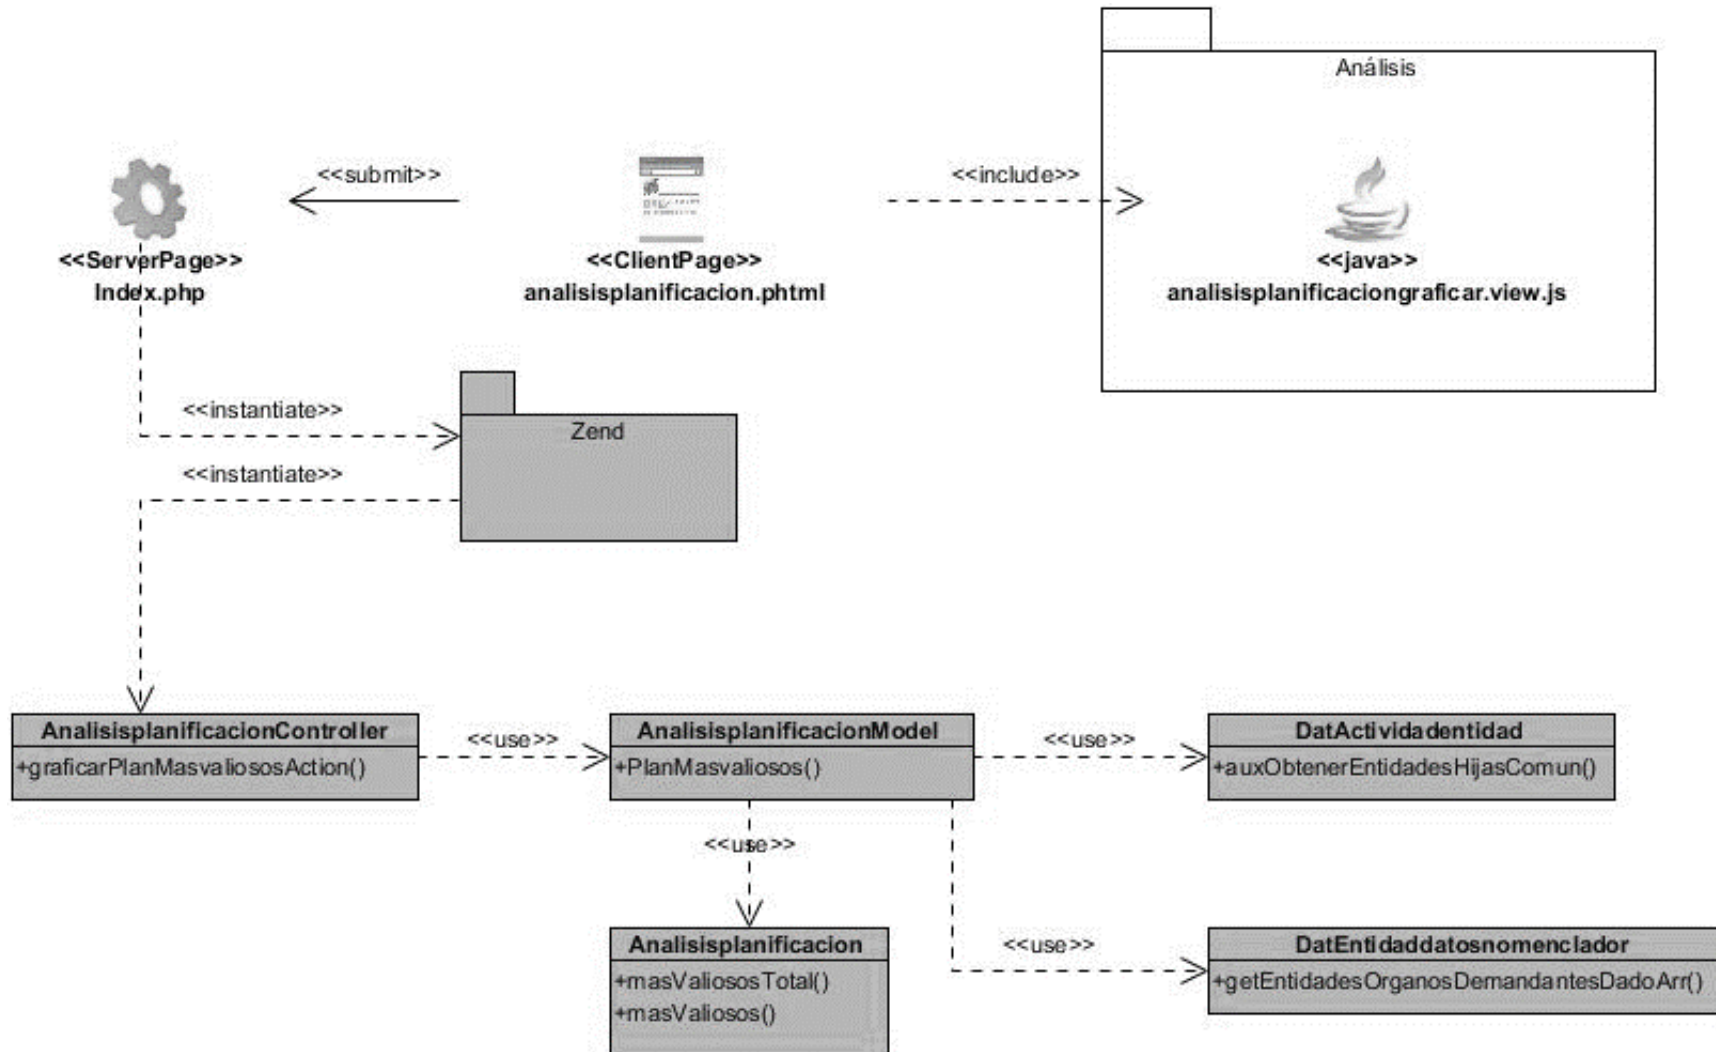 Análisis
<<submit>>
<<include>>
<<ServerPage>>
Index.php
<<ClientPage>>
analisisplanificacion.phtml
<<java>>
analisisplanificaciongraficar.view.js
<<instantiate>>
Zend
<<instantiate>>
AnalisisplanificacionController
+graficarPlanMasvaliososAction()
<<use>>
AnalisisplanificacionModel
+PlanMasvaliosos()
<<use>>
DatActividadentidad
+auxObtenerEntidadesHijasComun()
<<use>>
Analisisplanificacion
+masValiososTotal()
+masValiosos()
<<use>>
DatEntidaddatosnomenclador
+getEntidadesOrganosDemandantesDadoArr()